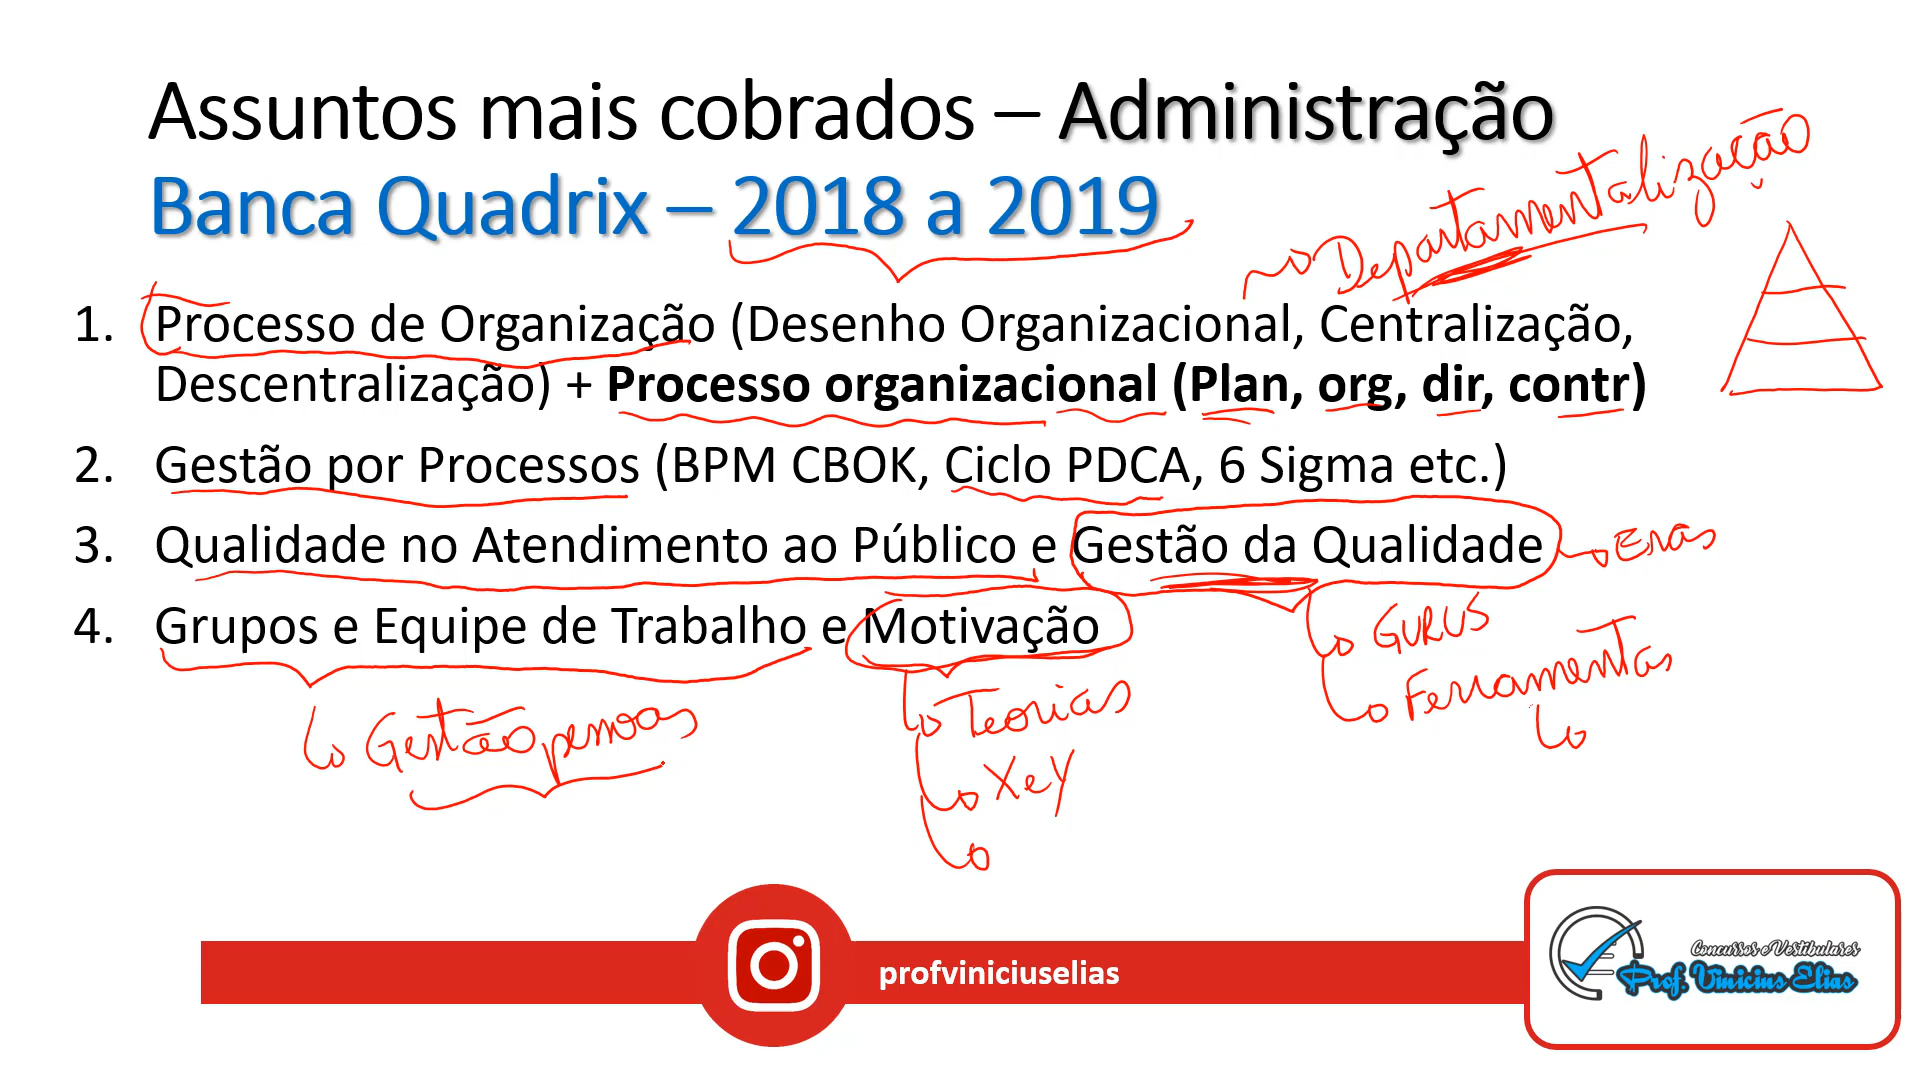 Assuntos mais cobrados – Administração
Banca Quadrix – 2018 a 2019
Departamentalização
1. Processo de Organização (Desenho Organizacional, Centralização,
Descentralização) + Processo organizacional (Plan, org, dir, contr)
2. Gestão por Processos (BPM CBOK, Ciclo PDCA, 6 Sigma etc.)
3. Qualidade no Atendimento ao Público e Gestão da Qualidade
Eras
4. Grupos e Equipe de Trabalho e Motivação
GURUS
Ferramentas
Gestão pessoas
Teorias
X e Y
profviniciuselias
Concursos e Vestibulares
Prof. Vinicius Elias